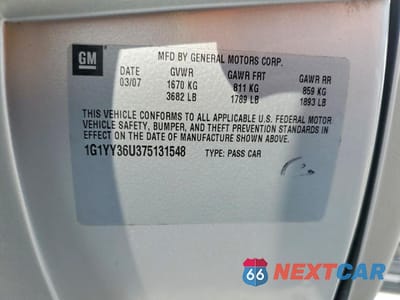 GM
MFD BY GENERAL MOTORS CORP.
DATE GVWR GAWR FRT GAWR RR
03/07 1670 KG 811 KG 859 KG
3682 LB 1789 LB 1893 LB
THIS VEHICLE CONFORMS TO ALL APPLICABLE U.S. FEDERAL MOTOR
VEHICLE SAFETY, BUMPER, AND THEFT PREVENTION STANDARDS IN
EFFECT ON THE DATE OF MANUFACTURE SHOWN ABOVE.
1G1YY36U375131548 TYPE: PASS CAR
66 NEXTCAR